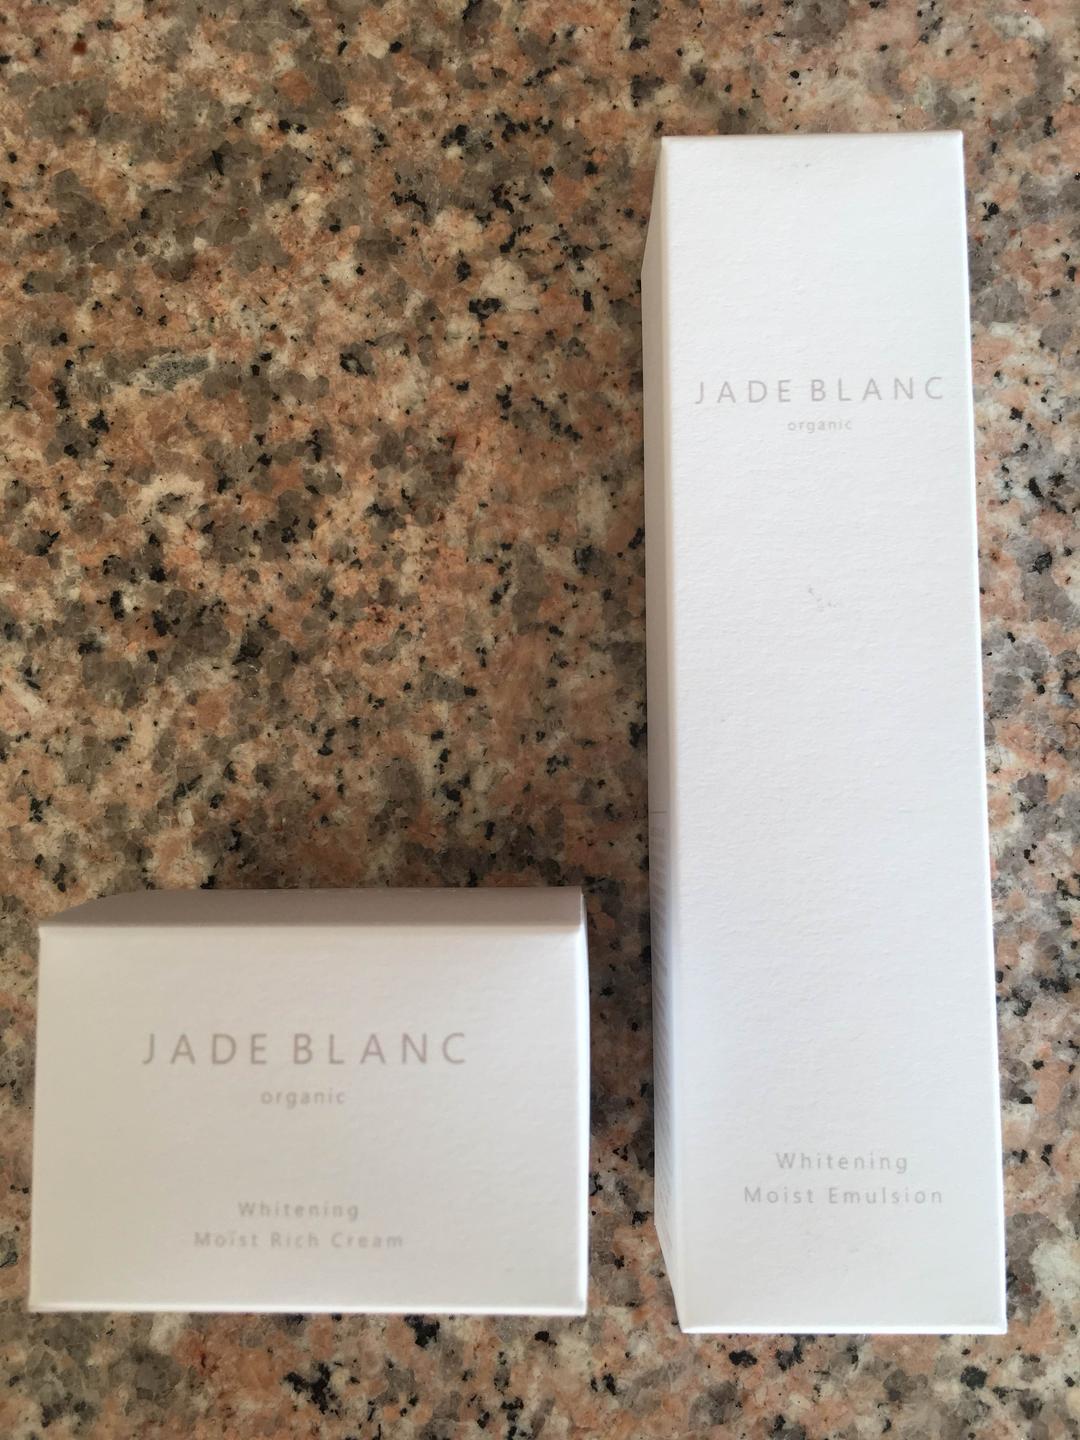 JADE BLANC
organic
Whitening
Moist Rich Cream
JADE BLANC
organic
Whitening
Moist Emulsion